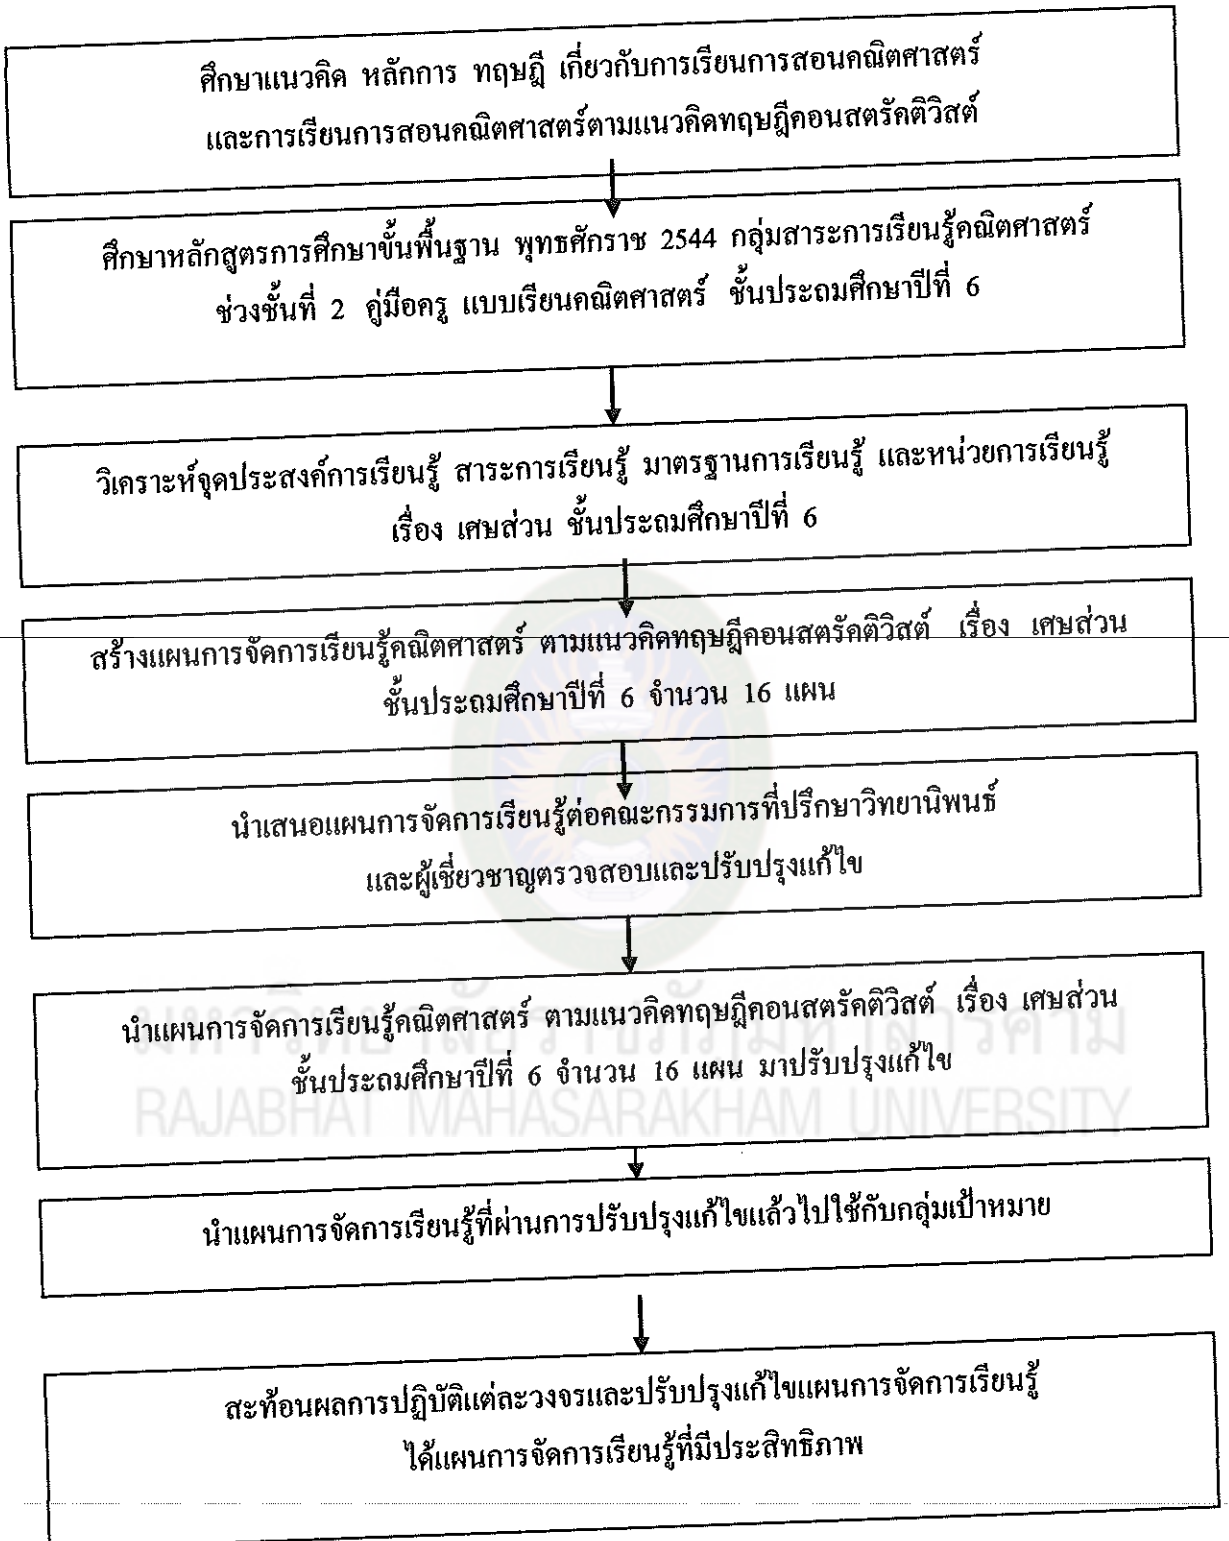 ศึกษาแนวคิด หลักการ ทฤษฎี เกี่ยวกับการเรียนการสอนคณิตศาสตร์
และการเรียนการสอนคณิตศาสตร์ตามแนวคิดทฤษฎีคอนสตรัคติวิสต์
ศึกษาหลักสูตรการศึกษาขั้นพื้นฐาน พุทธศักราช 2544 กลุ่มสาระการเรียนรู้คณิตศาสตร์
ช่วงชั้นที่ 2 คู่มือครู แบบเรียนคณิตศาสตร์ ชั้นประถมศึกษาปีที่ 6
วิเคราะห์จุดประสงค์การเรียนรู้ สาระการเรียนรู้ มาตรฐานการเรียนรู้ และหน่วยการเรียนรู้
เรื่อง เศษส่วน ชั้นประถมศึกษาปีที่ 6
สร้างแผนการจัดการเรียนรู้คณิตศาสตร์ ตามแนวคิดทฤษฎีคอนสตรัคติวิสต์ เรื่อง เศษส่วน
ชั้นประถมศึกษาปีที่ 6 จำนวน 16 แผน
นำเสนอแผนการจัดการเรียนรู้ต่อคณะกรรมการที่ปรึกษาวิทยานิพนธ์
และผู้เชี่ยวชาญตรวจสอบและปรับปรุงแก้ไข
นำแผนการจัดการเรียนรู้คณิตศาสตร์ ตามแนวคิดทฤษฎีคอนสตรัคติวิสต์ เรื่อง เศษส่วน
มหาวิทยาลัยราชภัฏมหาสารคาม
ชั้นประถมศึกษาปีที่ 6 จำนวน 16 แผน มาปรับปรุงแก้ไข
RAJABHAT MAHASARAKHAM UNIVERSITY
นำแผนการจัดการเรียนรู้ที่ผ่านการปรับปรุงแก้ไขแล้วไปใช้กับกลุ่มเป้าหมาย
สะท้อนผลการปฏิบัติแต่ละวงจรและปรับปรุงแก้ไขแผนการจัดการเรียนรู้
ได้แผนการจัดการเรียนรู้ที่มีประสิทธิภาพ